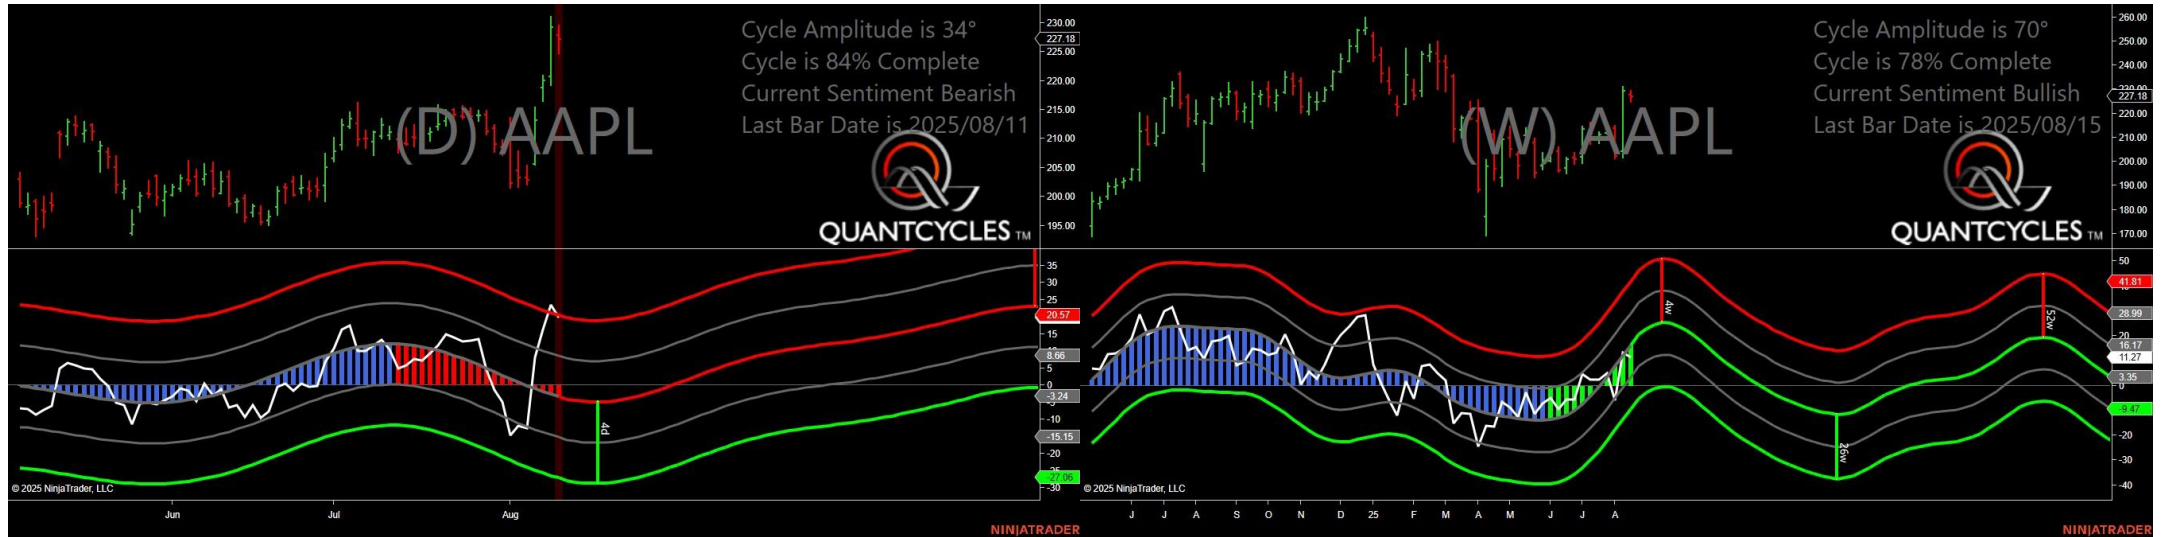 Cycle Amplitude is 34°
Cycle is 84% Complete
Current Sentiment Bearish
Last Bar Date is 2025/08/11
(D) AAPL
QUANTCYCLES TM
230.00
227.18
225.00
220.00
215.00
210.00
205.00
200.00
195.00
35
30
25
20.57
15
8.66
5
0
-3.24
-5
-10
-15.15
-20
-25
-27.06
-30
4d
© 2025 NinjaTrader, LLC
Jun
Jul
Aug
NINJATRADER
Cycle Amplitude is 70°
Cycle is 78% Complete
Current Sentiment Bullish
Last Bar Date is 2025/08/15
(W) AAPL
QUANTCYCLES TM
260.00
250.00
240.00
230.00
227.18
220.00
210.00
200.00
190.00
180.00
170.00
50
41.81
28.99
20
16.17
11.27
3.35
0
-9.47
-20
-30
-40
4w
26w
52w
© 2025 NinjaTrader, LLC
J J A S O N D 25 F M A M J J A
NINJATRADER